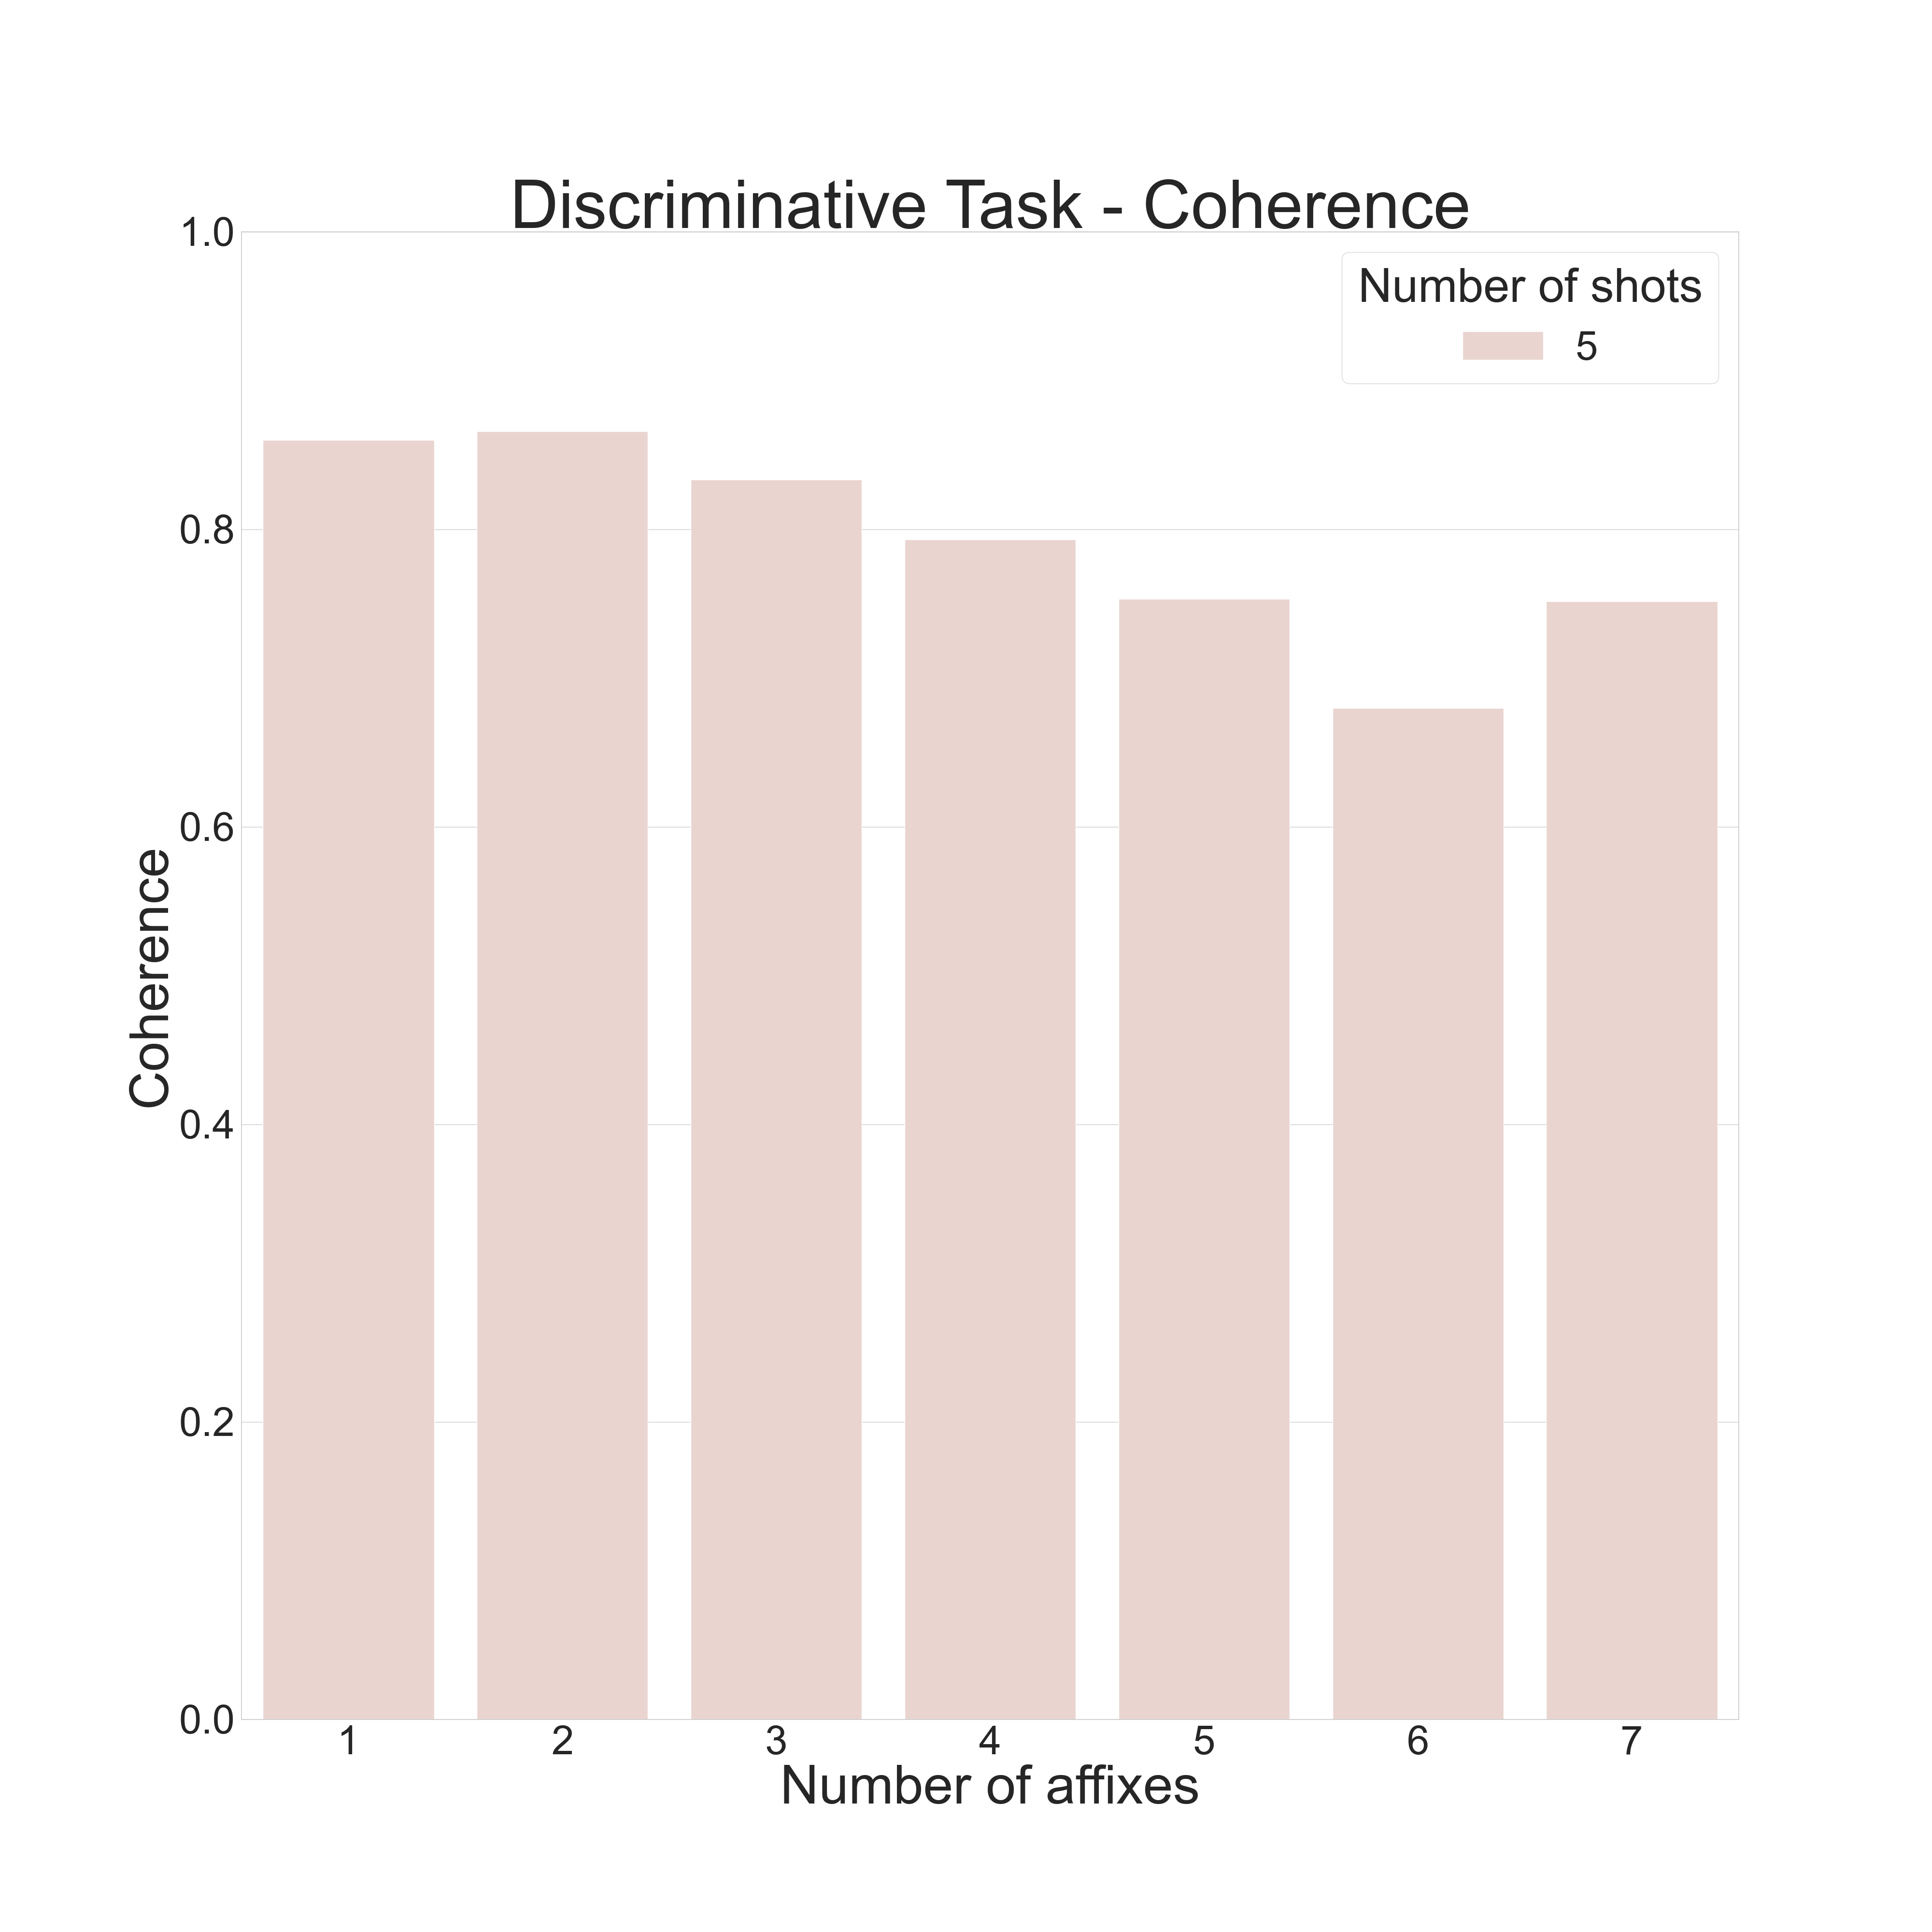 Discriminative Task - Coherence
1.0
0.8
0.6
0.4
0.2
0.0
Coherence
Number of shots
5
1 2 3 4 5 6 7
Number of affixes